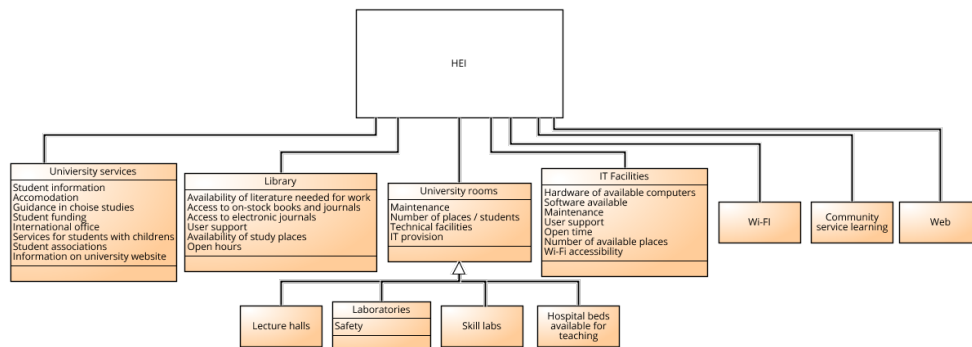 HEI
University services
Student information
Accomodation
Guidance in choise studies
Student funding
International office
Services for students with childrens
Student associations
Information on university website
Library
Availability of literature needed for work
Access to on-stock books and journals
Access to electronic journals
User support
Availability of study places
Open hours
University rooms
Maintenance
Number of places / students
Technical facilities
IT provision
IT Facilities
Hardware of available computers
Software available
Maintenance
User support
Open time
Number of available places
Wi-Fi accessibility
Wi-FI
Community
service learning
Web
Lecture halls
Laboratories
Safety
Skill labs
Hospital beds
available for
teaching